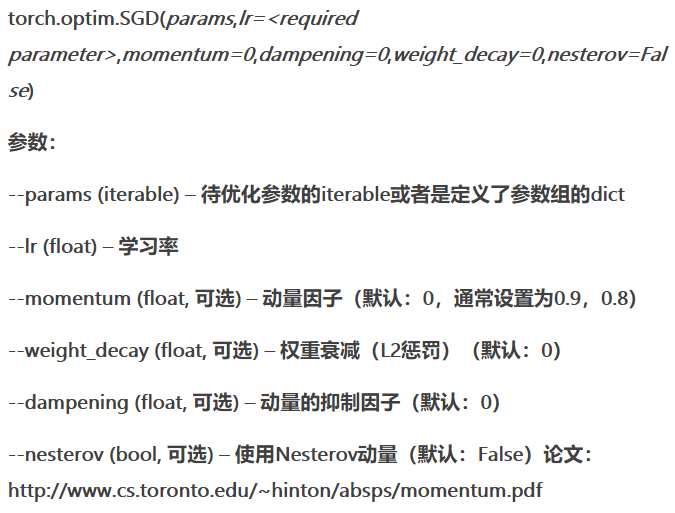 torch.optim.SGD(params,lr=<required
parameter>,momentum=0,dampening=0,weight_decay=0,nesterov=Fal
se)
参数：
--params (iterable) – 待优化参数的iterable或者是定义了参数组的dict
--lr (float) – 学习率
--momentum (float, 可选) – 动量因子（默认：0，通常设置为0.9，0.8）
--weight_decay (float, 可选) – 权重衰减（L2惩罚）（默认：0）
--dampening (float, 可选) – 动量的抑制因子（默认：0）
--nesterov (bool, 可选) – 使用Nesterov动量（默认：False）论文：
http://www.cs.toronto.edu/~hinton/absps/momentum.pdf